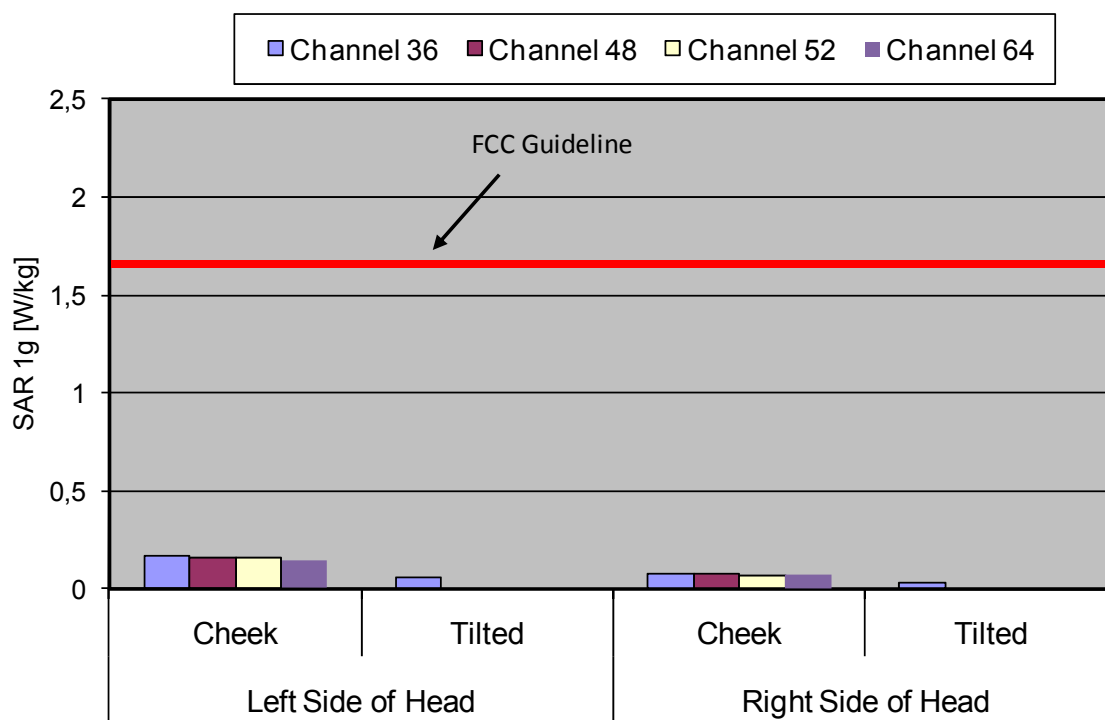 Channel 36 Channel 48 Channel 52 Channel 64
FCC Guideline
SAR 1g [W/kg]
2,5
2
1,5
1
0,5
0
Cheek Tilted Cheek Tilted
Left Side of Head Right Side of Head